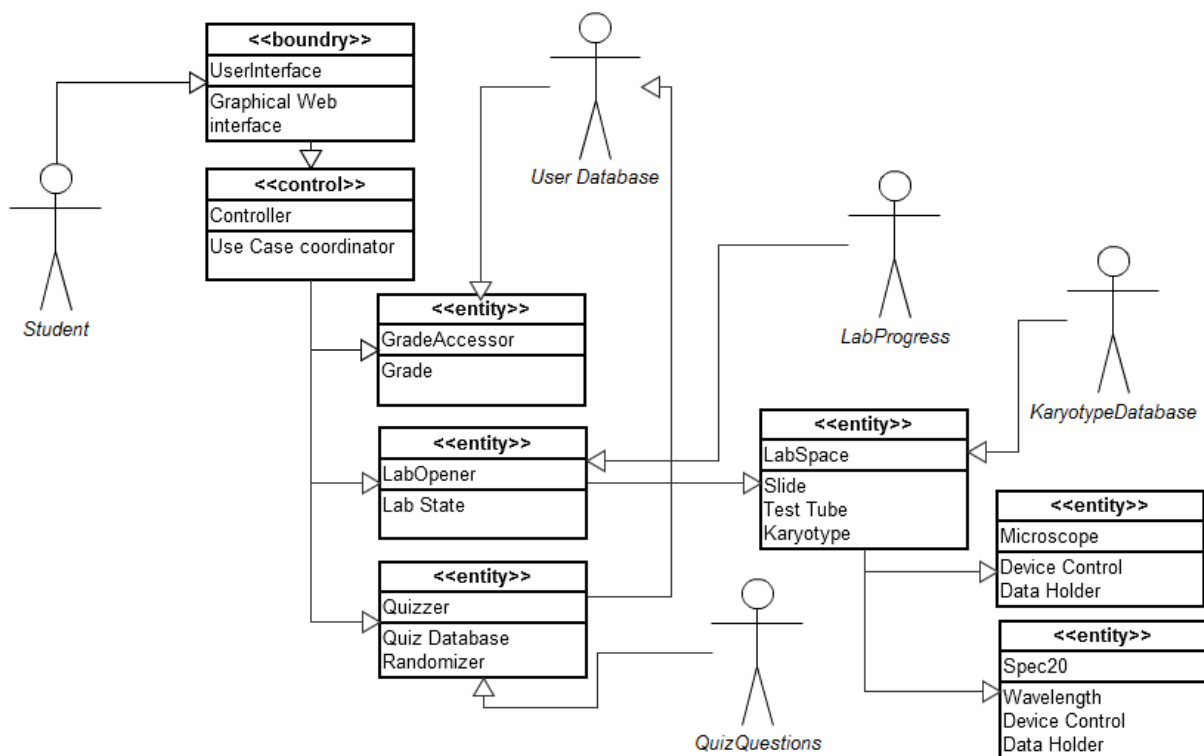 <<boundry>>
UserInterface
Graphical Web
interface
<<control>>
Controller
Use Case coordinator
Student
User Database
<<entity>>
GradeAccessor
Grade
LabProgress
KaryotypeDatabase
<<entity>>
LabOpener
Lab State
<<entity>>
LabSpace
Slide
Test Tube
Karyotype
<<entity>>
Microscope
Device Control
Data Holder
<<entity>>
Quizzer
Quiz Database
Randomizer
<<entity>>
Spec20
Wavelength
Device Control
Data Holder
QuizQuestions